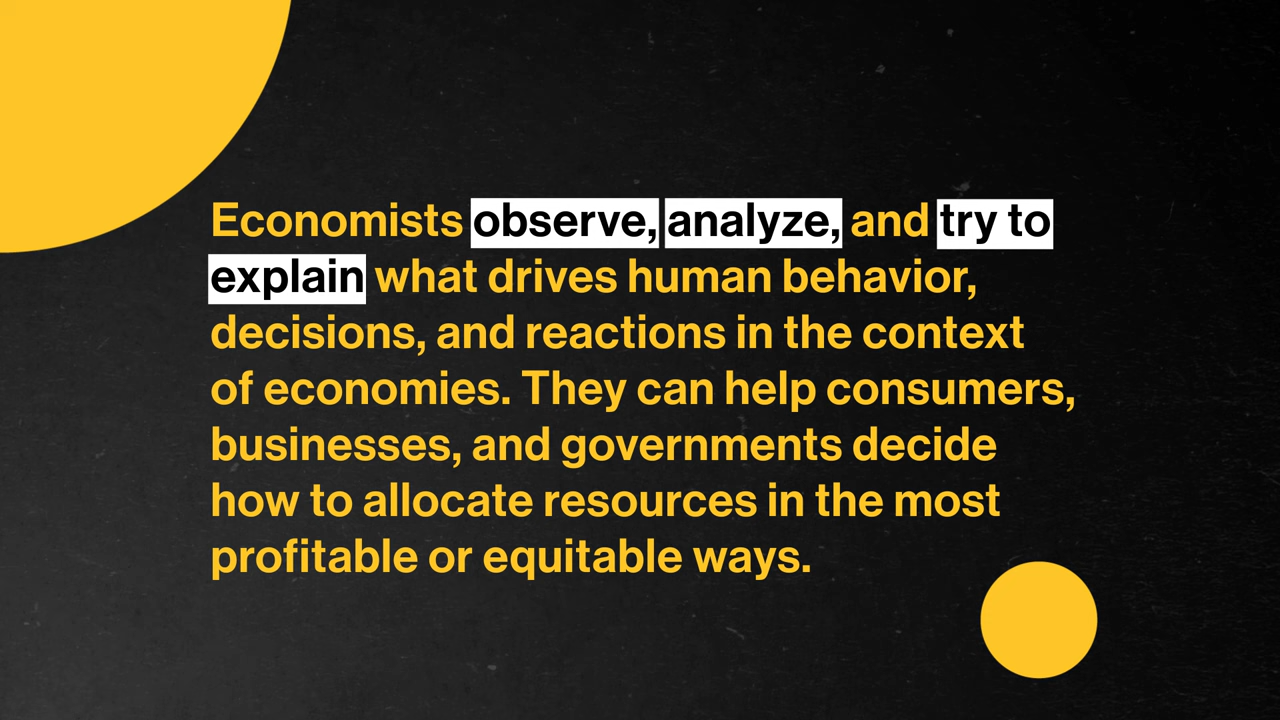 Economists observe, analyze, and try to
explain what drives human behavior,
decisions, and reactions in the context
of economies. They can help consumers,
businesses, and governments decide
how to allocate resources in the most
profitable or equitable ways.